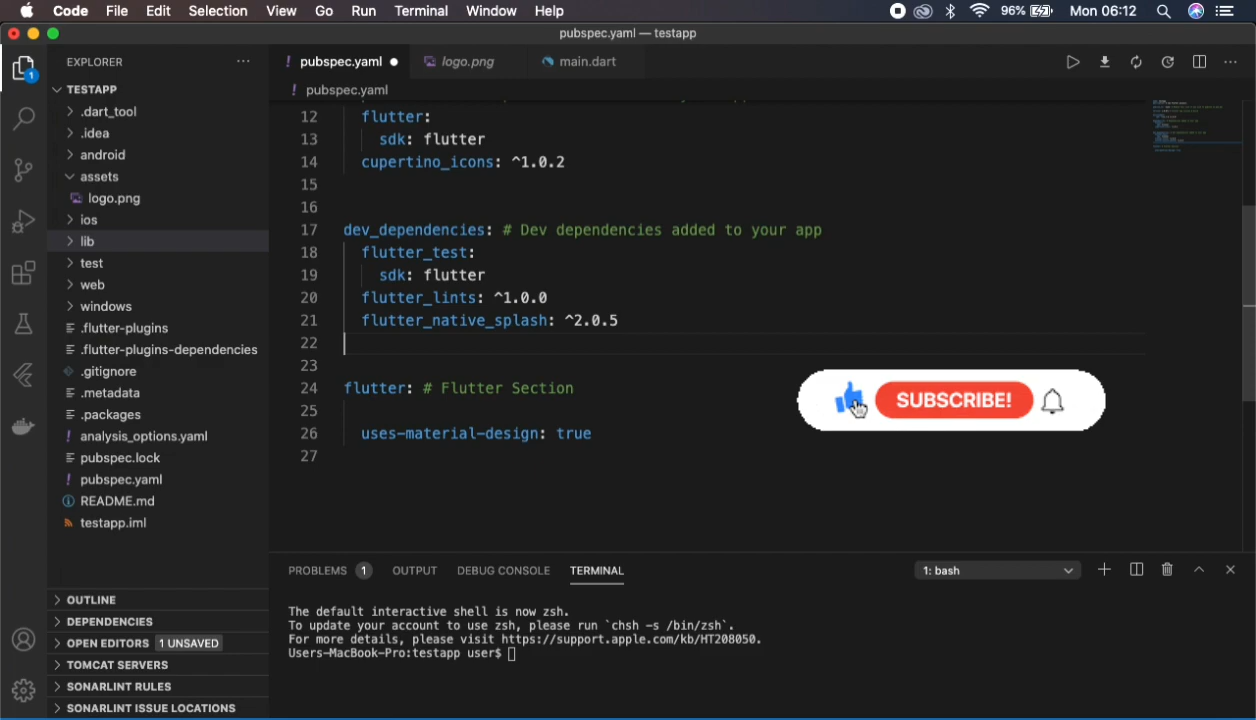 Code File Edit Selection View Go Run Terminal Window Help 96% Mon 06:12
pubspec.yaml — testapp
EXPLORER
1
TESTAPP
.dart_tool
.idea
android
assets
logo.png
ios
lib
test
web
windows
.flutter-plugins
.flutter-plugins-dependencies
.gitignore
.metadata
.packages
analysis_options.yaml
pubspec.lock
pubspec.yaml
README.md
testapp.iml
OUTLINE
DEPENDENCIES
OPEN EDITORS 1 UNSAVED
TOMCAT SERVERS
SONARLINT RULES
SONARLINT ISSUE LOCATIONS
! pubspec.yaml ● logo.png main.dart
! pubspec.yaml
12 flutter:
13 sdk: flutter
14 cupertino_icons: ^1.0.2
15
16
17 dev_dependencies: # Dev dependencies added to your app
18 flutter_test:
19 sdk: flutter
20 flutter_lints: ^1.0.0
21 flutter_native_splash: ^2.0.5
22
23
24 flutter: # Flutter Section
25
26 uses-material-design: true
27
SUBSCRIBE!
PROBLEMS 1 OUTPUT DEBUG CONSOLE TERMINAL 1: bash
The default interactive shell is now zsh.
To update your account to use zsh, please run `chsh -s /bin/zsh`.
For more details, please visit https://support.apple.com/kb/HT208050.
Users-MacBook-Pro:testapp user$